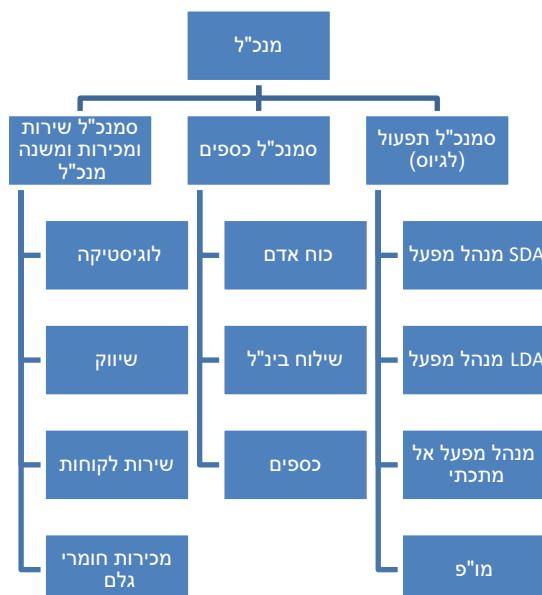 מנכ"ל
סמנכ"ל תפעול
(לגיוס)
סמנכ"ל כספים
סמנכ"ל שירות
ומכירות ומשנה
מנכ"ל
SDA מנהל מפעל
LDA מנהל מפעל
מנהל מפעל אל
מתכתי
מו"פ
כוח אדם
שילוח בינ"ל
כספים
לוגיסטיקה
שיווק
שירות לקוחות
מכירות חומרי
גלם